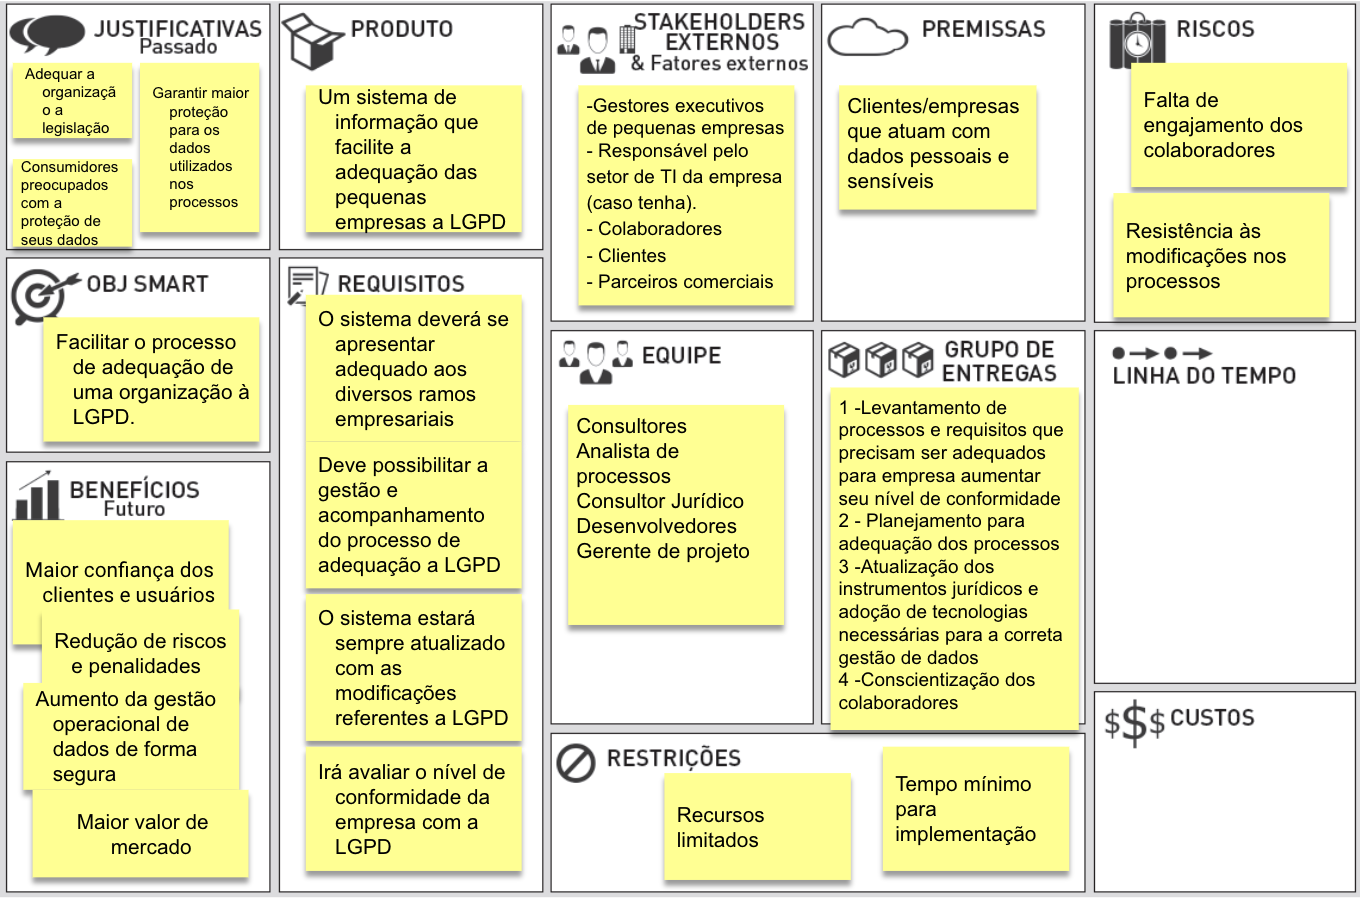 JUSTIFICATIVAS
Passado
Adequar a
organizaçã
o a
legislação
Garantir maior
proteção
para os
dados
utilizados
nos
processos
Consumidores
preocupados
com a
proteção de
seus dados
PRODUTO
Um sistema de
informação que
facilite a
adequação das
pequenas
empresas a LGPD
STAKEHOLDERS
EXTERNOS
& Fatores externos
-Gestores executivos
de pequenas empresas
- Responsável pelo
setor de TI da empresa
(caso tenha).
- Colaboradores
- Clientes
- Parceiros comerciais
PREMISSAS
Clientes/empresas
que atuam com
dados pessoais e
sensíveis
RISCOS
Falta de
engajamento dos
colaboradores
Resistência às
modificações nos
processos
OBJ SMART
Facilitar o processo
de adequação de
uma organização à
LGPD.
REQUISITOS
O sistema deverá se
apresentar
adequado aos
diversos ramos
empresariais
Deve possibilitar a
gestão e
acompanhamento
do processo de
adequação a LGPD
O sistema estará
sempre atualizado
com as
modificações
referentes a LGPD
Irá avaliar o nível de
conformidade da
empresa com a
LGPD
EQUIPE
Consultores
Analista de
processos
Consultor Jurídico
Desenvolvedores
Gerente de projeto
GRUPO DE
ENTREGAS
1 -Levantamento de
processos e requisitos que
precisam ser adequados
para empresa aumentar
seu nível de conformidade
2 - Planejamento para
adequação dos processos
3 -Atualização dos
instrumentos jurídicos e
adoção de tecnologias
necessárias para a correta
gestão de dados
4 -Conscientização dos
colaboradores
LINHA DO TEMPO
BENEFÍCIOS
Futuro
Maior confiança dos
clientes e usuários
Redução de riscos
e penalidades
Aumento da gestão
operacional de
dados de forma
segura
Maior valor de
mercado
RESTRIÇÕES
Recursos
limitados
Tempo mínimo
para
implementação
$$$ CUSTOS